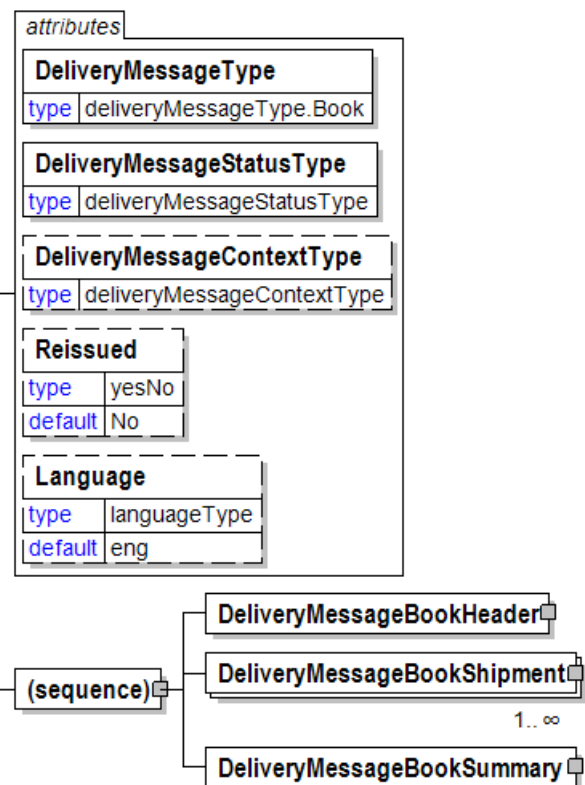 attributes
DeliveryMessageType
type deliveryMessageType.Book
DeliveryMessageStatusType
type deliveryMessageStatusType
DeliveryMessageContextType
type deliveryMessageContextType
Reissued
type yesNo
default No
Language
type languageType
default eng
DeliveryMessageBookHeader
(sequence)
DeliveryMessageBookShipment
1.. ∞
DeliveryMessageBookSummary